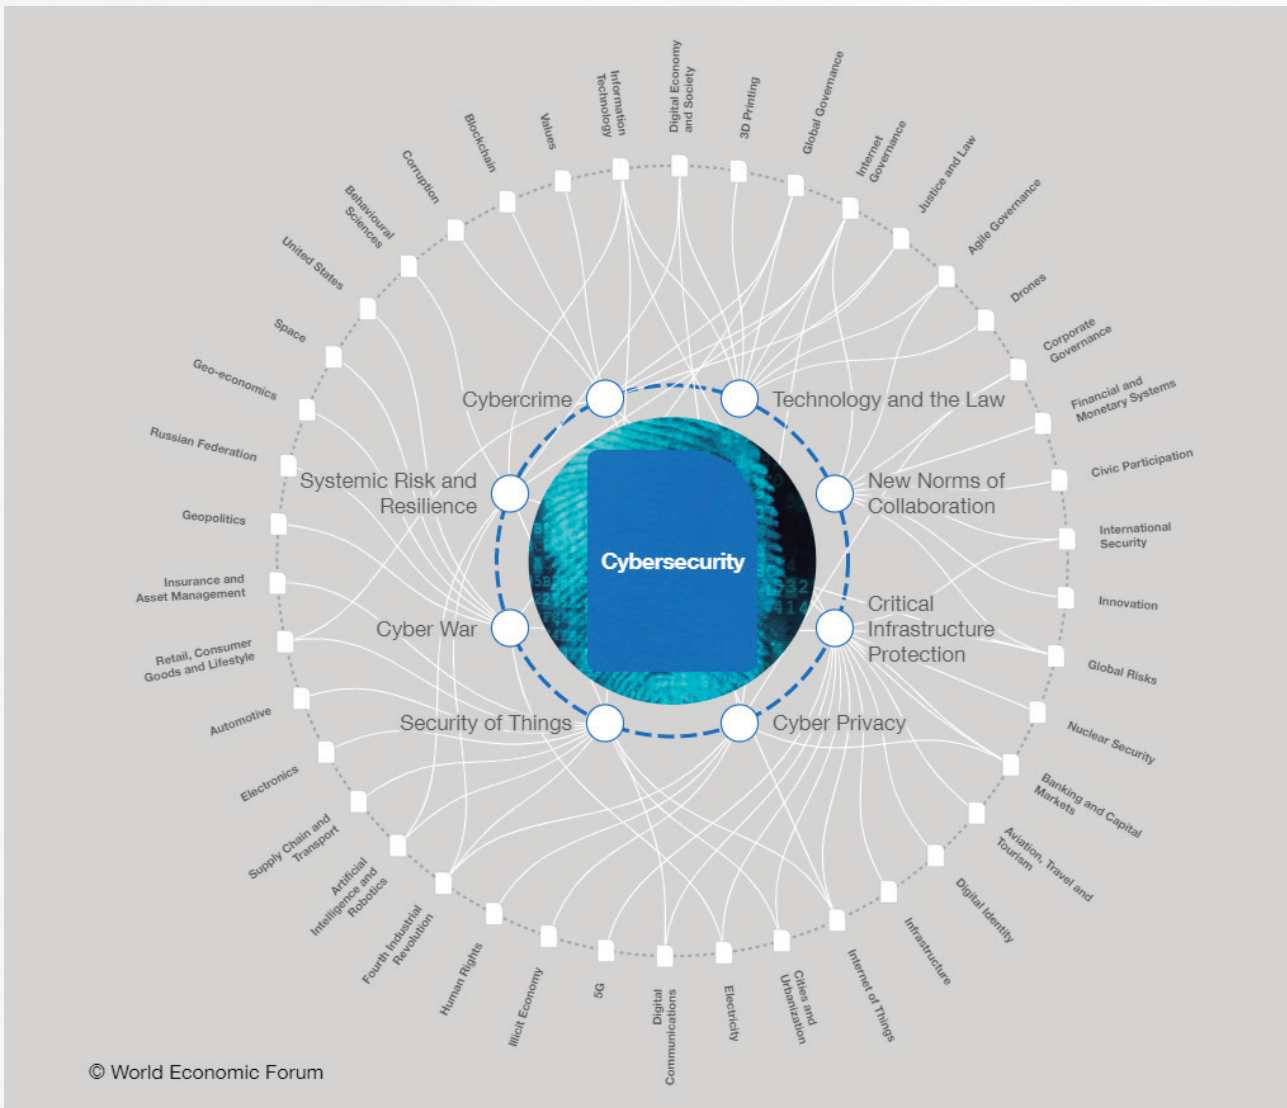 Information
Technology
Digital Economy
and Society
3D Printing
Global Governance
Internet
Governance
Justice and Law
Agile Governance
Drones
Corporate
Governance
Financial and
Monetary Systems
Civic Participation
International
Security
Innovation
Global Risks
Nuclear Security
Banking and Capital
Markets
Aviation, Travel and
Tourism
Digital Identity
Infrastructure
Internet of Things
Cities and
Urbanization
Electricity
Digital
Communications
5G
Illicit Economy
Human Rights
Fourth Industrial
Revolution
Artificial
Intelligence and
Robotics
Supply Chain and
Transport
Electronics
Automotive
Retail, Consumer
Goods and Lifestyle
Insurance and
Asset Management
Geopolitics
Russian Federation
Geo-economics
Space
United States
Behavioural
Sciences
Corruption
Blockchain
Values
Cybercrime
Technology and the Law
Systemic Risk and
Resilience
New Norms of
Collaboration
Cybersecurity
Cyber War
Critical
Infrastructure
Protection
Security of Things
Cyber Privacy
© World Economic Forum